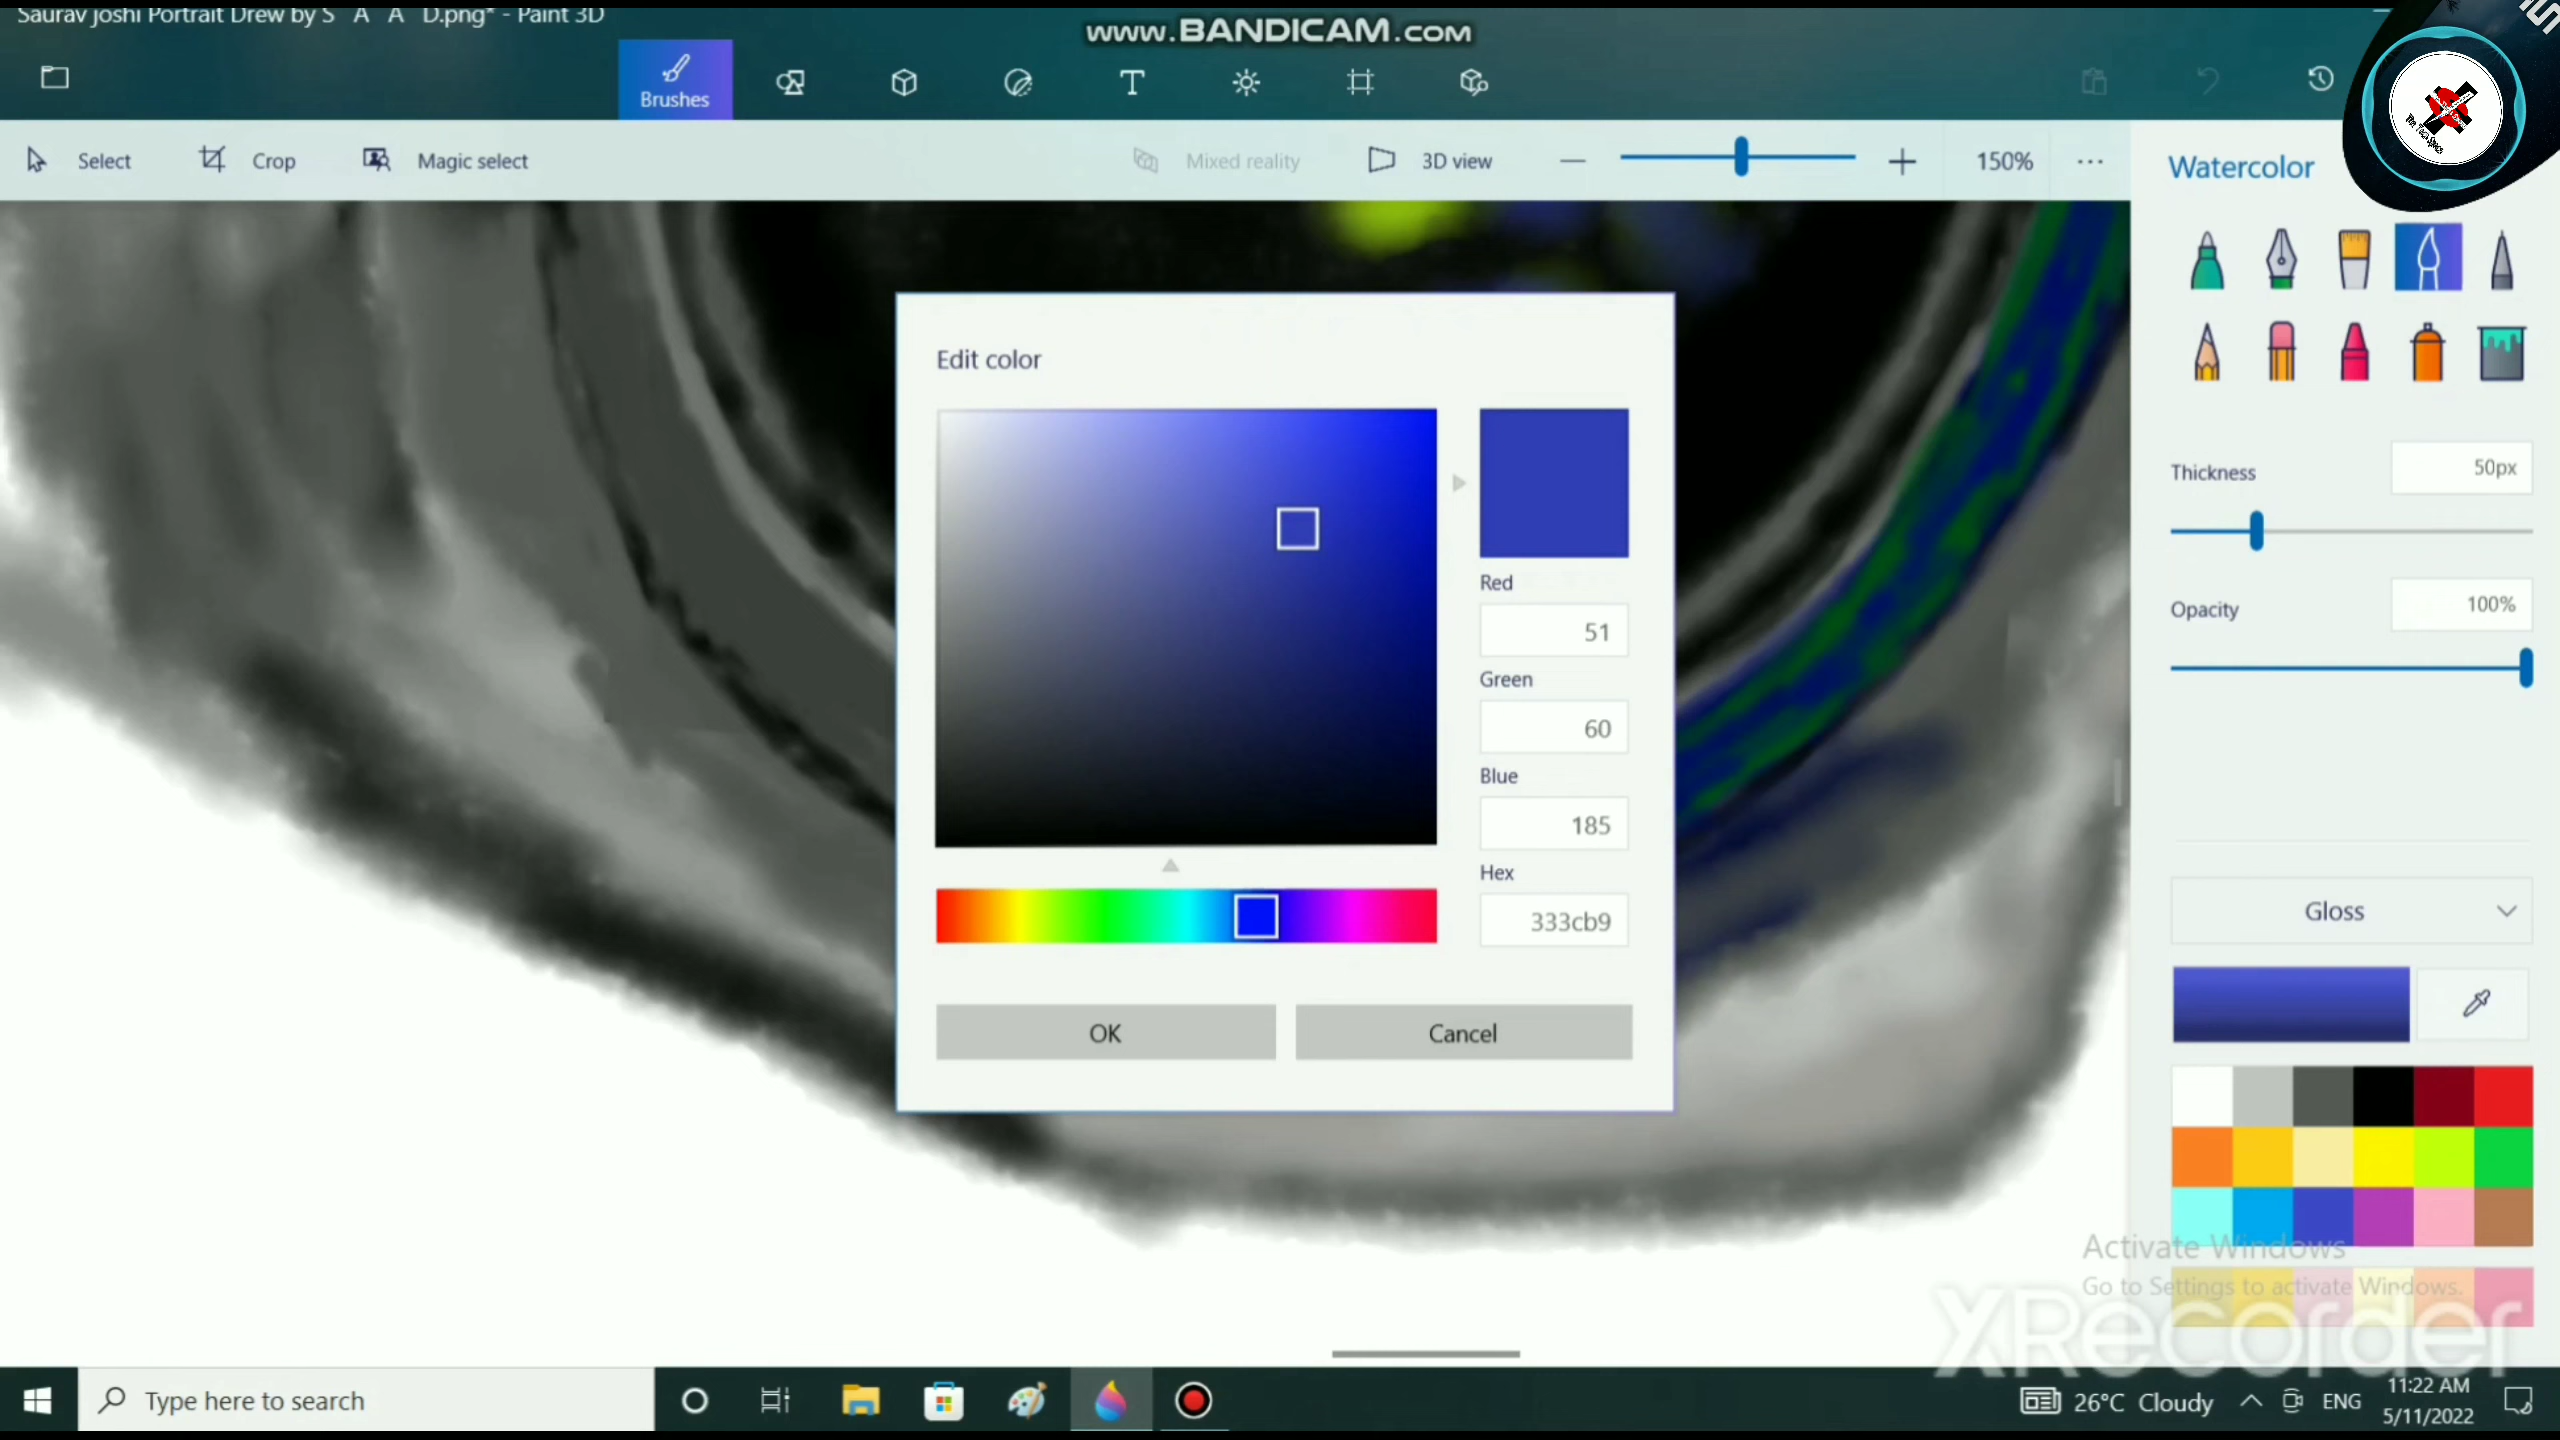 Saurav joshi Portrait Drew by S A A D.png* - Paint 3D
www.BANDICAM.com
Brushes
Select
Crop
Magic select
Mixed reality
3D view
150%
Watercolor
Thickness
50px
Opacity
100%
Gloss
Edit color
Red
51
Green
60
Blue
185
Hex
333cb9
OK
Cancel
Activate Windows
Go to Settings to activate Windows.
XRecorder
Type here to search
26°C Cloudy
ENG
11:22 AM
5/11/2022